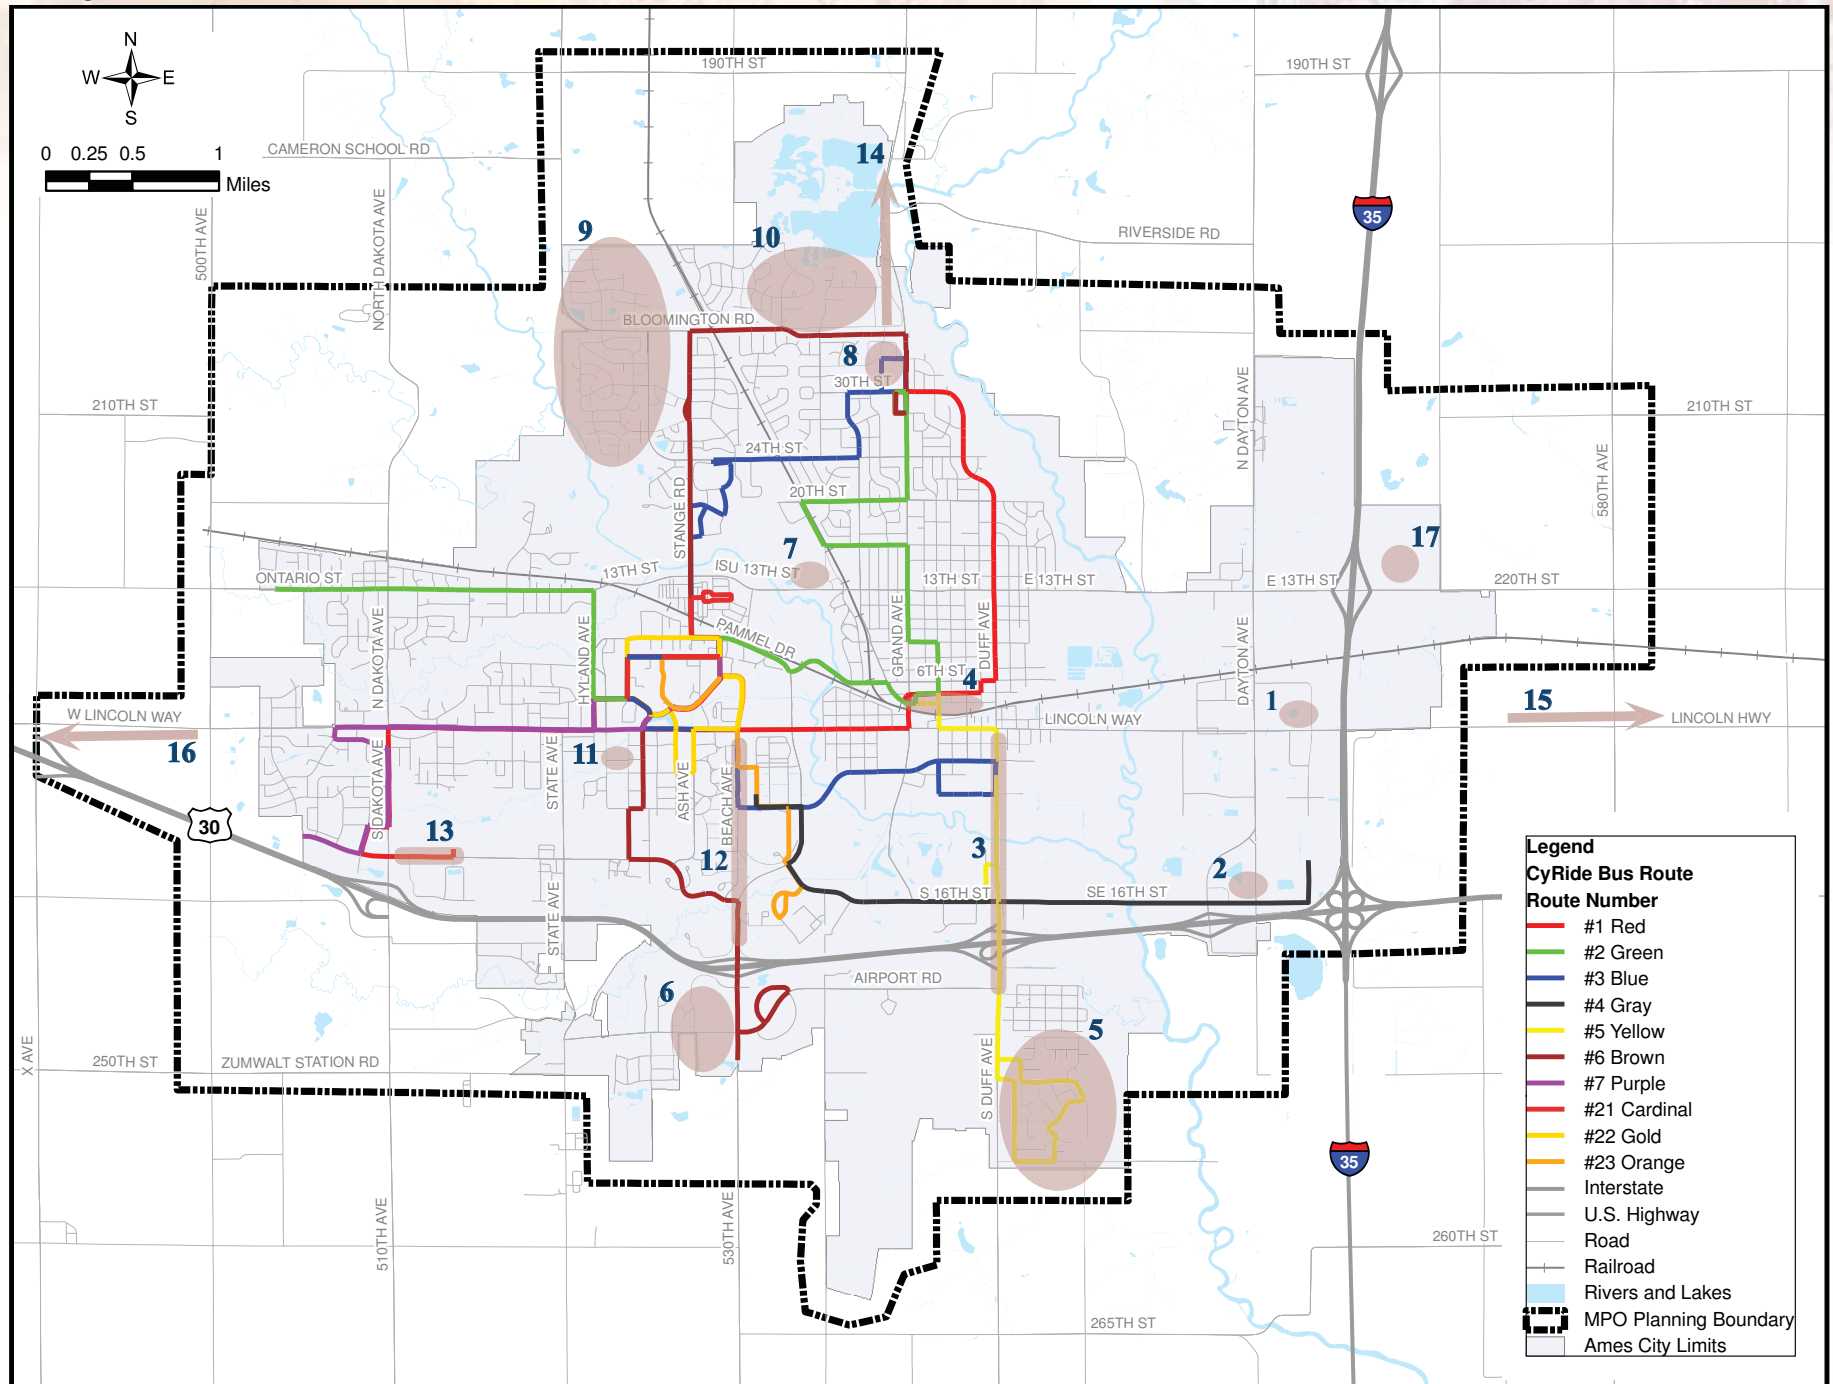 N
W E
S
0 0.25 0.5 1
Miles
190TH ST
190TH ST
CAMERON SCHOOL RD
14
35
NORTH DAKOTA AVE
500TH AVE
9
10
RIVERSIDE RD
BLOOMINGTON RD
8
30TH ST
N DAYTON AVE
210TH ST
210TH ST
24TH ST
580TH AVE
20TH ST
STANGE RD
7
17
13TH ST
ISU 13TH ST
13TH ST
E 13TH ST
E 13TH ST
220TH ST
ONTARIO ST
N DAKOTA AVE
HYLAND AVE
PAMMEL DR
GRAND AVE
DUFF AVE
DAYTON AVE
6TH ST
4
1
15
W LINCOLN WAY
LINCOLN WAY
LINCOLN HWY
16
11
S DAKOTA AVE
STATE AVE
ASH AVE
BEACH AVE
30
13
12
3
2
S 16TH ST
SE 16TH ST
STATE AVE
AIRPORT RD
6
5
X AVE
250TH ST
ZUMWALT STATION RD
S DUFF AVE
35
510TH AVE
530TH AVE
260TH ST
265TH ST
Legend
CyRide Bus Route
Route Number
#1 Red
#2 Green
#3 Blue
#4 Gray
#5 Yellow
#6 Brown
#7 Purple
#21 Cardinal
#22 Gold
#23 Orange
Interstate
U.S. Highway
Road
Railroad
Rivers and Lakes
MPO Planning Boundary
Ames City Limits